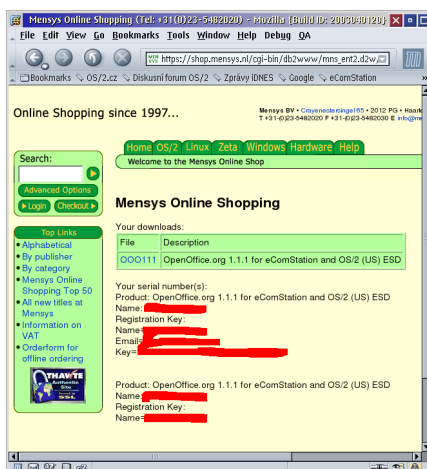 Mensys Online Shopping (Tel: +31(0)23-5482020) - Mozilla {Build ID: 2003040120}
File Edit View Go Bookmarks Tools Window Help Debug QA
https://shop.mensys.nl/cgi-bin/db2www/mns_ent2.d2w/
Bookmarks OS/2.cz Diskusní forum OS/2 Zprávy iDNES Google eComStation »
Online Shopping since 1997...
Mensys BV • Crayenestersingel 65 • 2012 PG • Haarl
T +31-(0)23-5482020 F +31-(0)23-5482030 E info@me
Home OS/2 Linux Zeta Windows Hardware Help
Welcome to the Mensys Online Shop
Search:
Advanced Options
Login Checkout
Top Links
Alphabetical
By publisher
By category
Mensys Online
Shopping Top 50
All new titles at
Mensys
Information on
VAT
Orderform for
offline ordering
THAWTE
Authentic
Site
SSL
Mensys Online Shopping
Your downloads:
File Description
OOO111 OpenOffice.org 1.1.1 for eComStation and OS/2 (US) ESD
Your serial number(s):
Product: OpenOffice.org 1.1.1 for eComStation and OS/2 (US) ESD
Name:
Registration Key:
Name=
Email=
Key=
Product: OpenOffice.org 1.1.1 for eComStation and OS/2 (US) ESD
Name:
Registration Key:
Name=